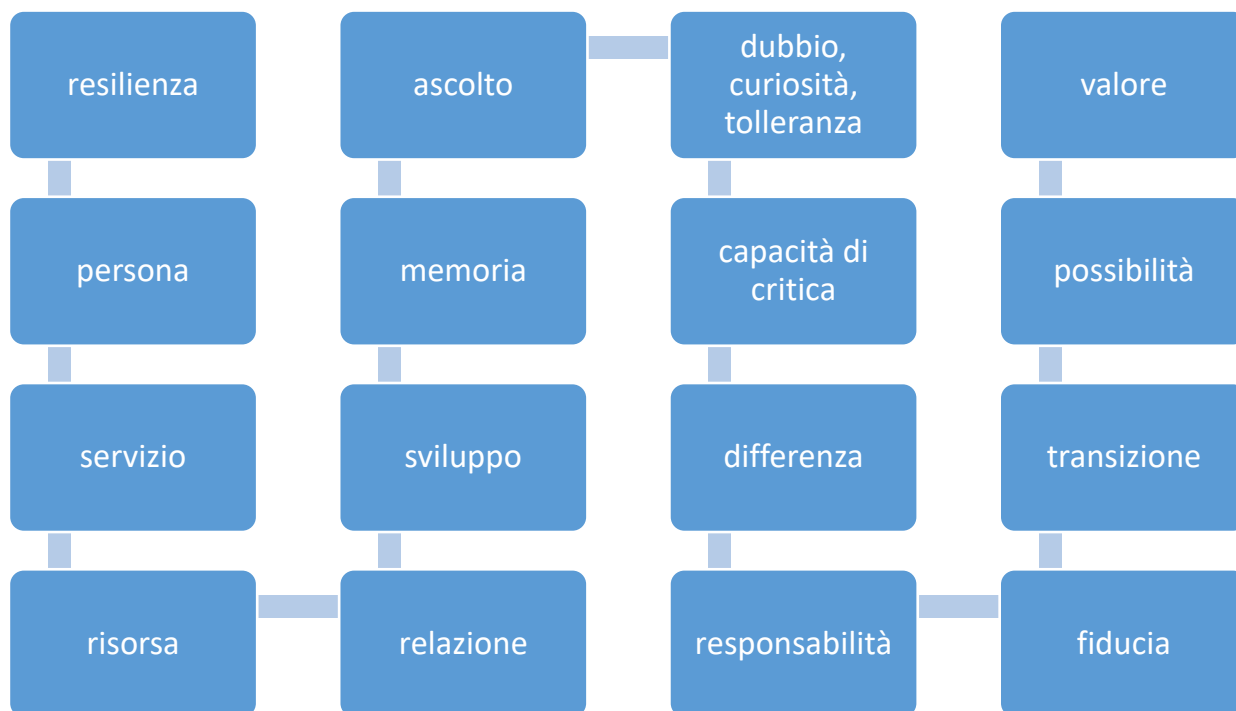 resilienza
persona
servizio
risorsa
relazione
sviluppo
memoria
ascolto
dubbio,
curiosità,
tolleranza
capacità di
critica
differenza
responsabilità
fiducia
transizione
possibilità
valore